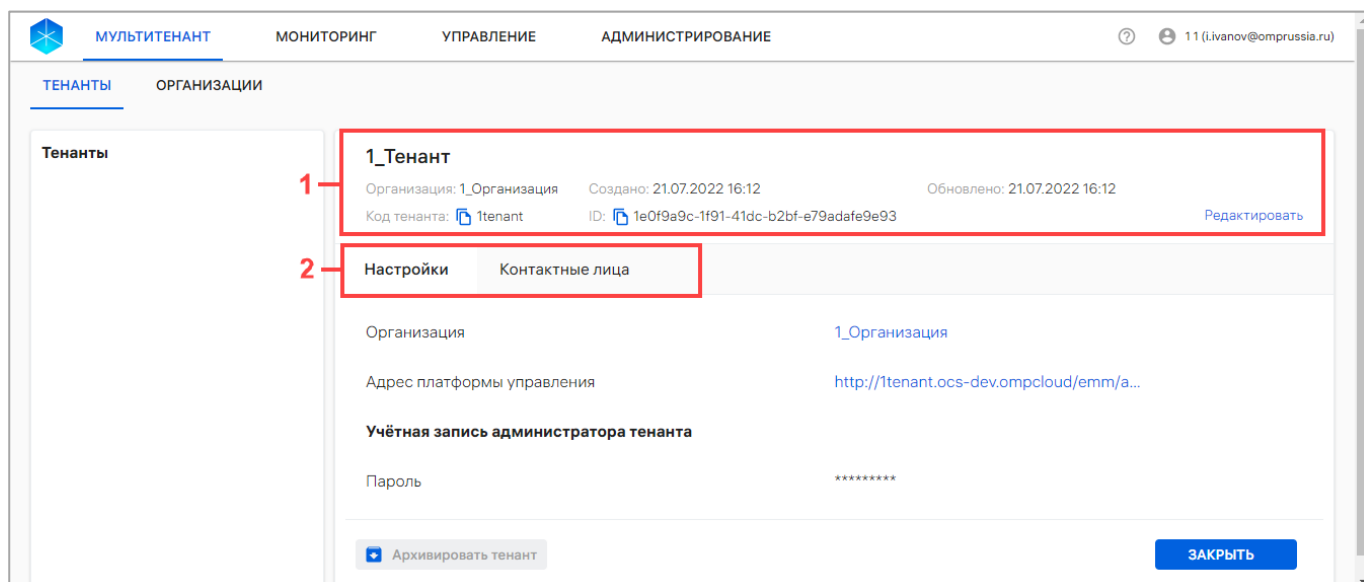 МУЛЬТИТЕНАНТ МОНИТОРИНГ УПРАВЛЕНИЕ АДМИНИСТРИРОВАНИЕ ? 1 1 (i.ivanov@omprussia.ru)
ТЕНАНТЫ ОРГАНИЗАЦИИ
Тенанты
1_Тенант
1
Организация: 1_Организация Создано: 21.07.2022 16:12 Обновлено: 21.07.2022 16:12
Код тенанта: 1tenant ID: 1e0f9a9c-1f91-41dc-b2bf-e79adafe9e93 Редактировать
2 Настройки Контактные лица
Организация 1_Организация
Адрес платформы управления http://1tenant.ocs-dev.ompcloud/emm/a...
Учётная запись администратора тенанта
Пароль *********
Архивировать тенант ЗАКРЫТЬ